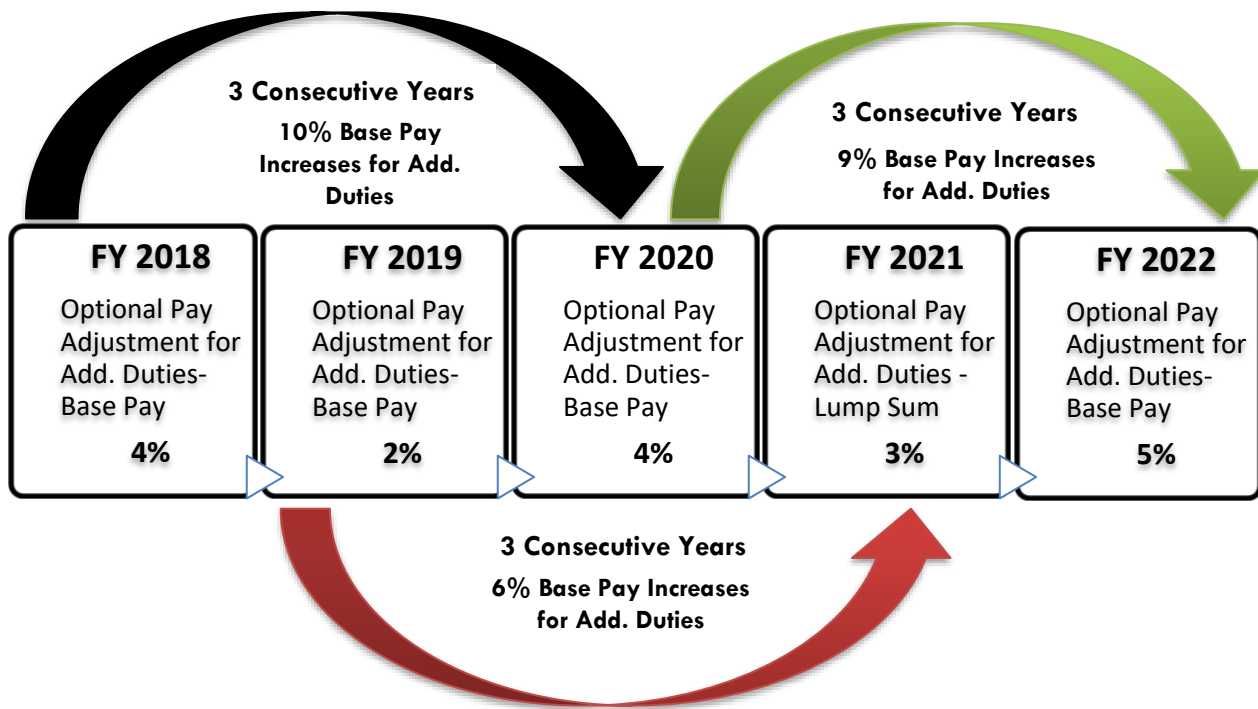 3 Consecutive Years
10% Base Pay
Increases for Add.
Duties
3 Consecutive Years
9% Base Pay Increases
for Add. Duties
FY 2018
Optional Pay
Adjustment for
Add. Duties-
Base Pay
4%
FY 2019
Optional Pay
Adjustment for
Add. Duties-
Base Pay
2%
FY 2020
Optional Pay
Adjustment for
Add. Duties-
Base Pay
4%
FY 2021
Optional Pay
Adjustment for
Add. Duties -
Lump Sum
3%
FY 2022
Optional Pay
Adjustment for
Add. Duties-
Base Pay
5%
3 Consecutive Years
6% Base Pay Increases
for Add. Duties